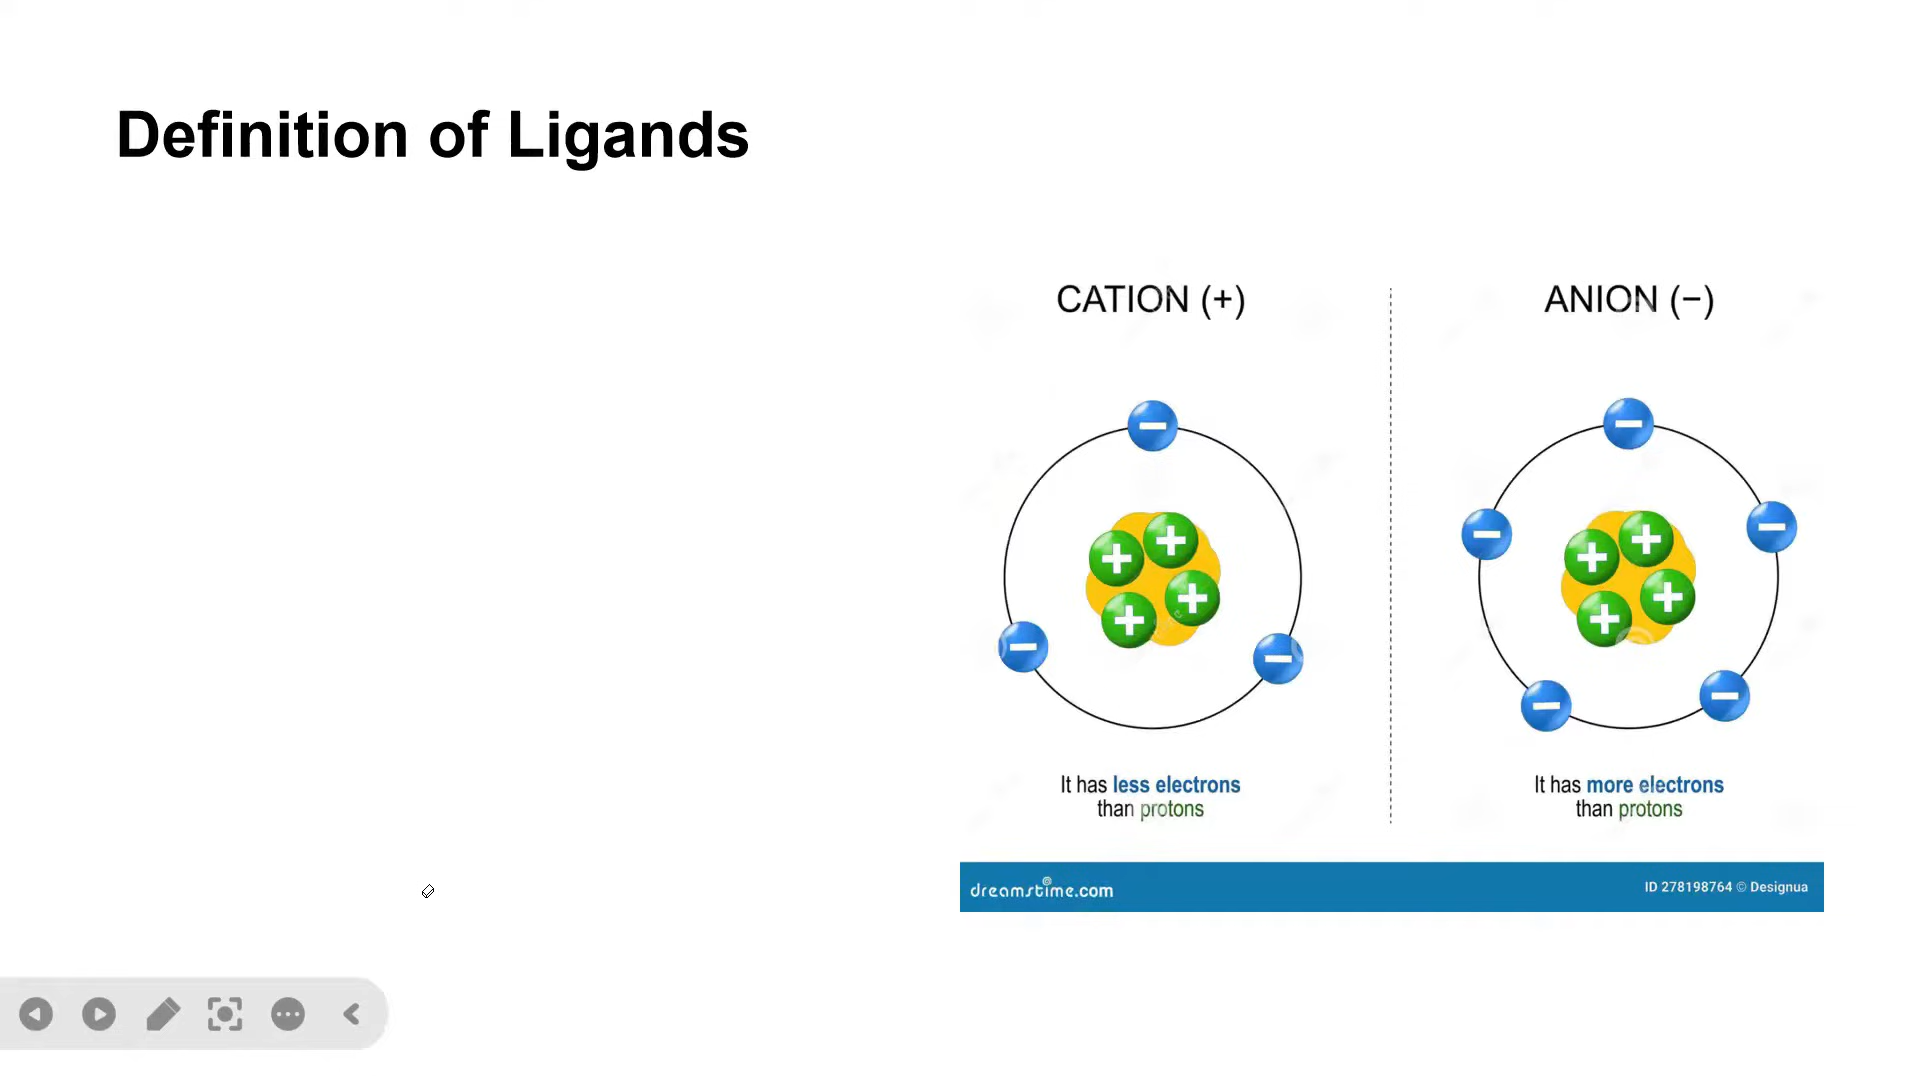 Definition of Ligands
CATION (+)
ANION (−)
It has less electrons
than protons
It has more electrons
than protons
dreamstime.com
ID 278198764 © Designua